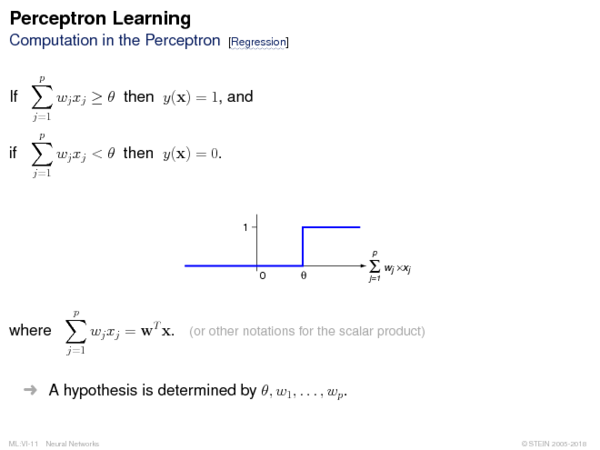 Perceptron Learning
Computation in the Perceptron [Regression]
If ∑_{j=1}^{p} w_j x_j ≥ θ then y(x) = 1, and
if ∑_{j=1}^{p} w_j x_j < θ then y(x) = 0.
1
0 θ ∑_{j=1}^{p} w_j × x_j
where ∑_{j=1}^{p} w_j x_j = w^T x. (or other notations for the scalar product)
➜ A hypothesis is determined by θ, w_1, . . . , w_p.
ML:VI-11 Neural Networks © STEIN 2005-2018